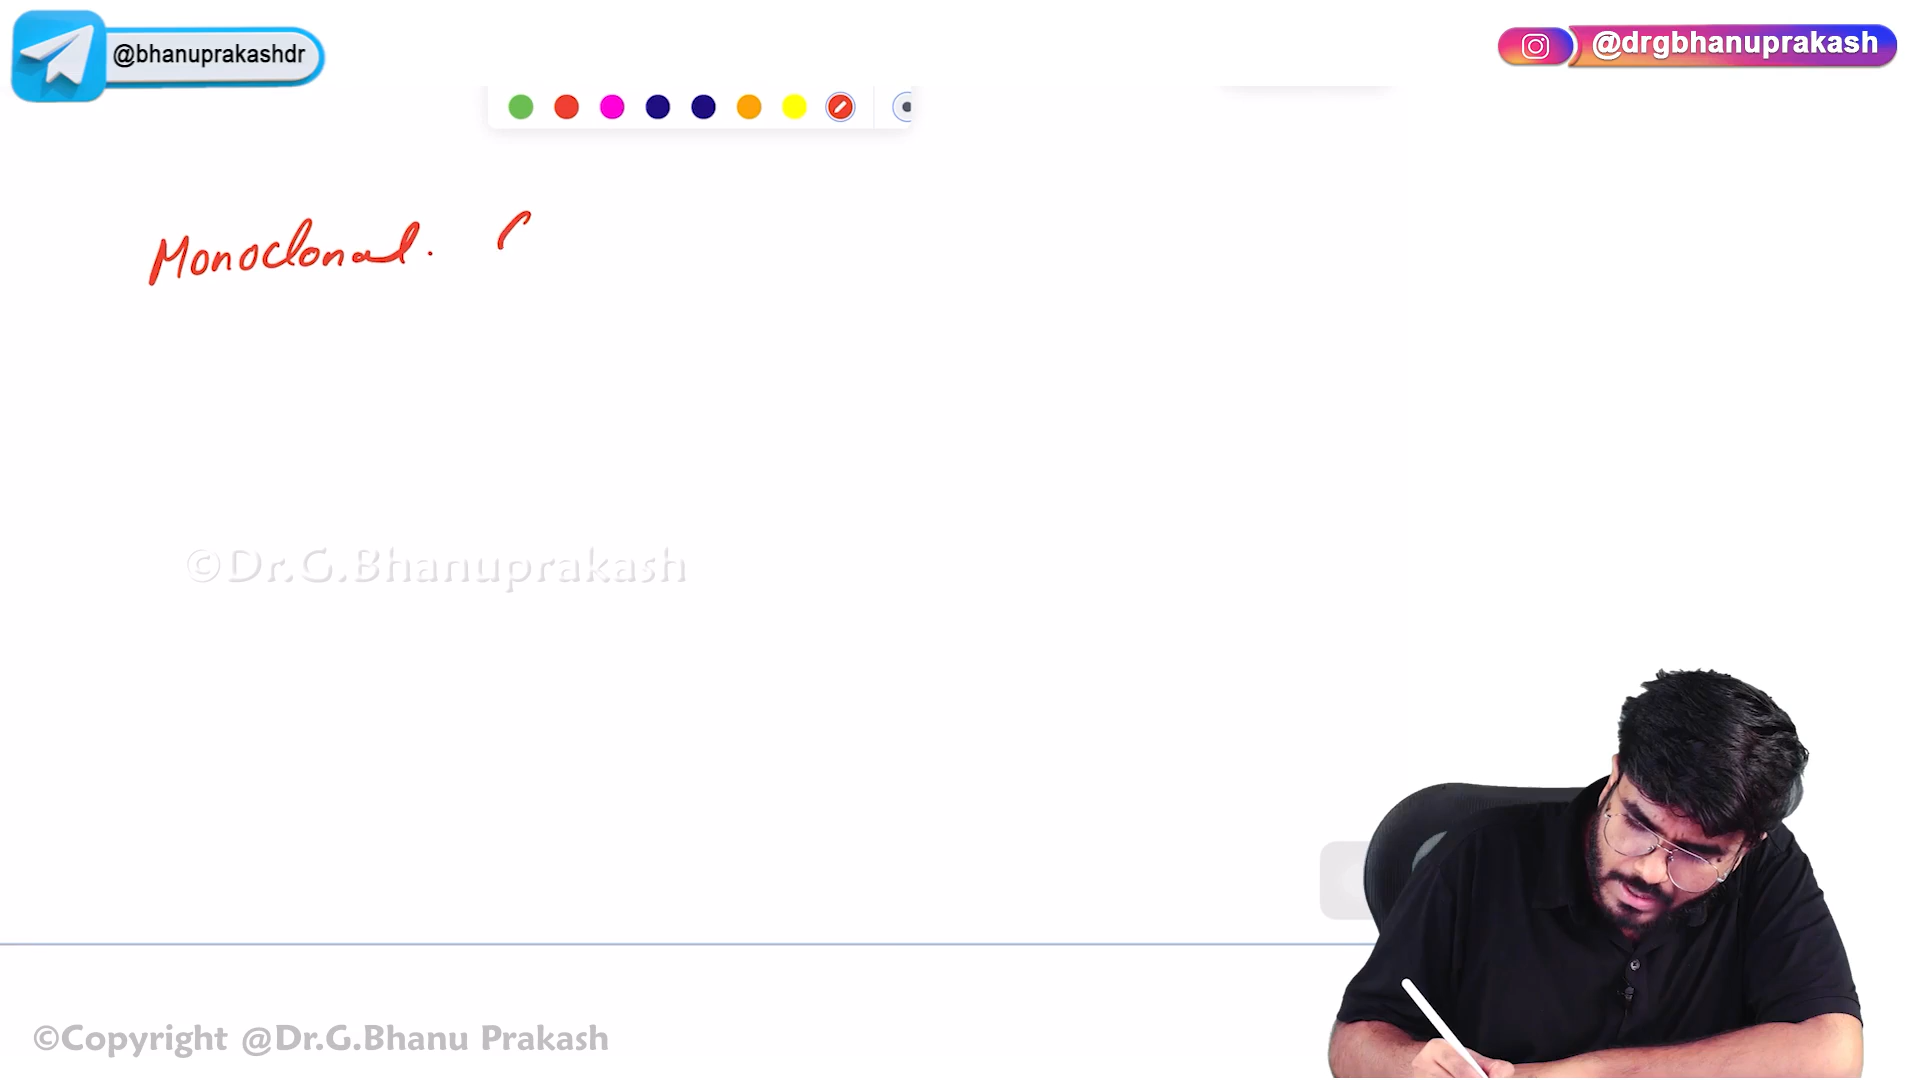 @bhanuprakashdr
@drgbhanuprakash
Monoclonal.
©Dr.G.Bhanuprakash
©Copyright @Dr.G.Bhanu Prakash